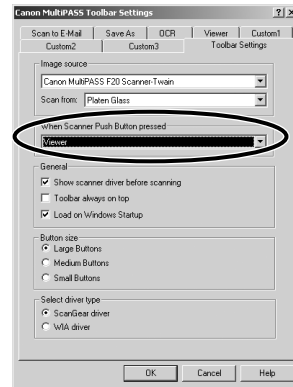 Canon MultiPASS Toolbar Settings
Scan to E-Mail Save As OCR Viewer Custom1
Custom2 Custom3 Toolbar Settings
Image source
Canon MultiPASS F20 Scanner-Twain
Scan from: Platen Glass
When Scanner Push Button pressed
Viewer
General
Show scanner driver before scanning
Toolbar always on top
Load on Windows Startup
Button size
Large Buttons
Medium Buttons
Small Buttons
Select driver type
ScanGear driver
WIA driver
OK Cancel Help